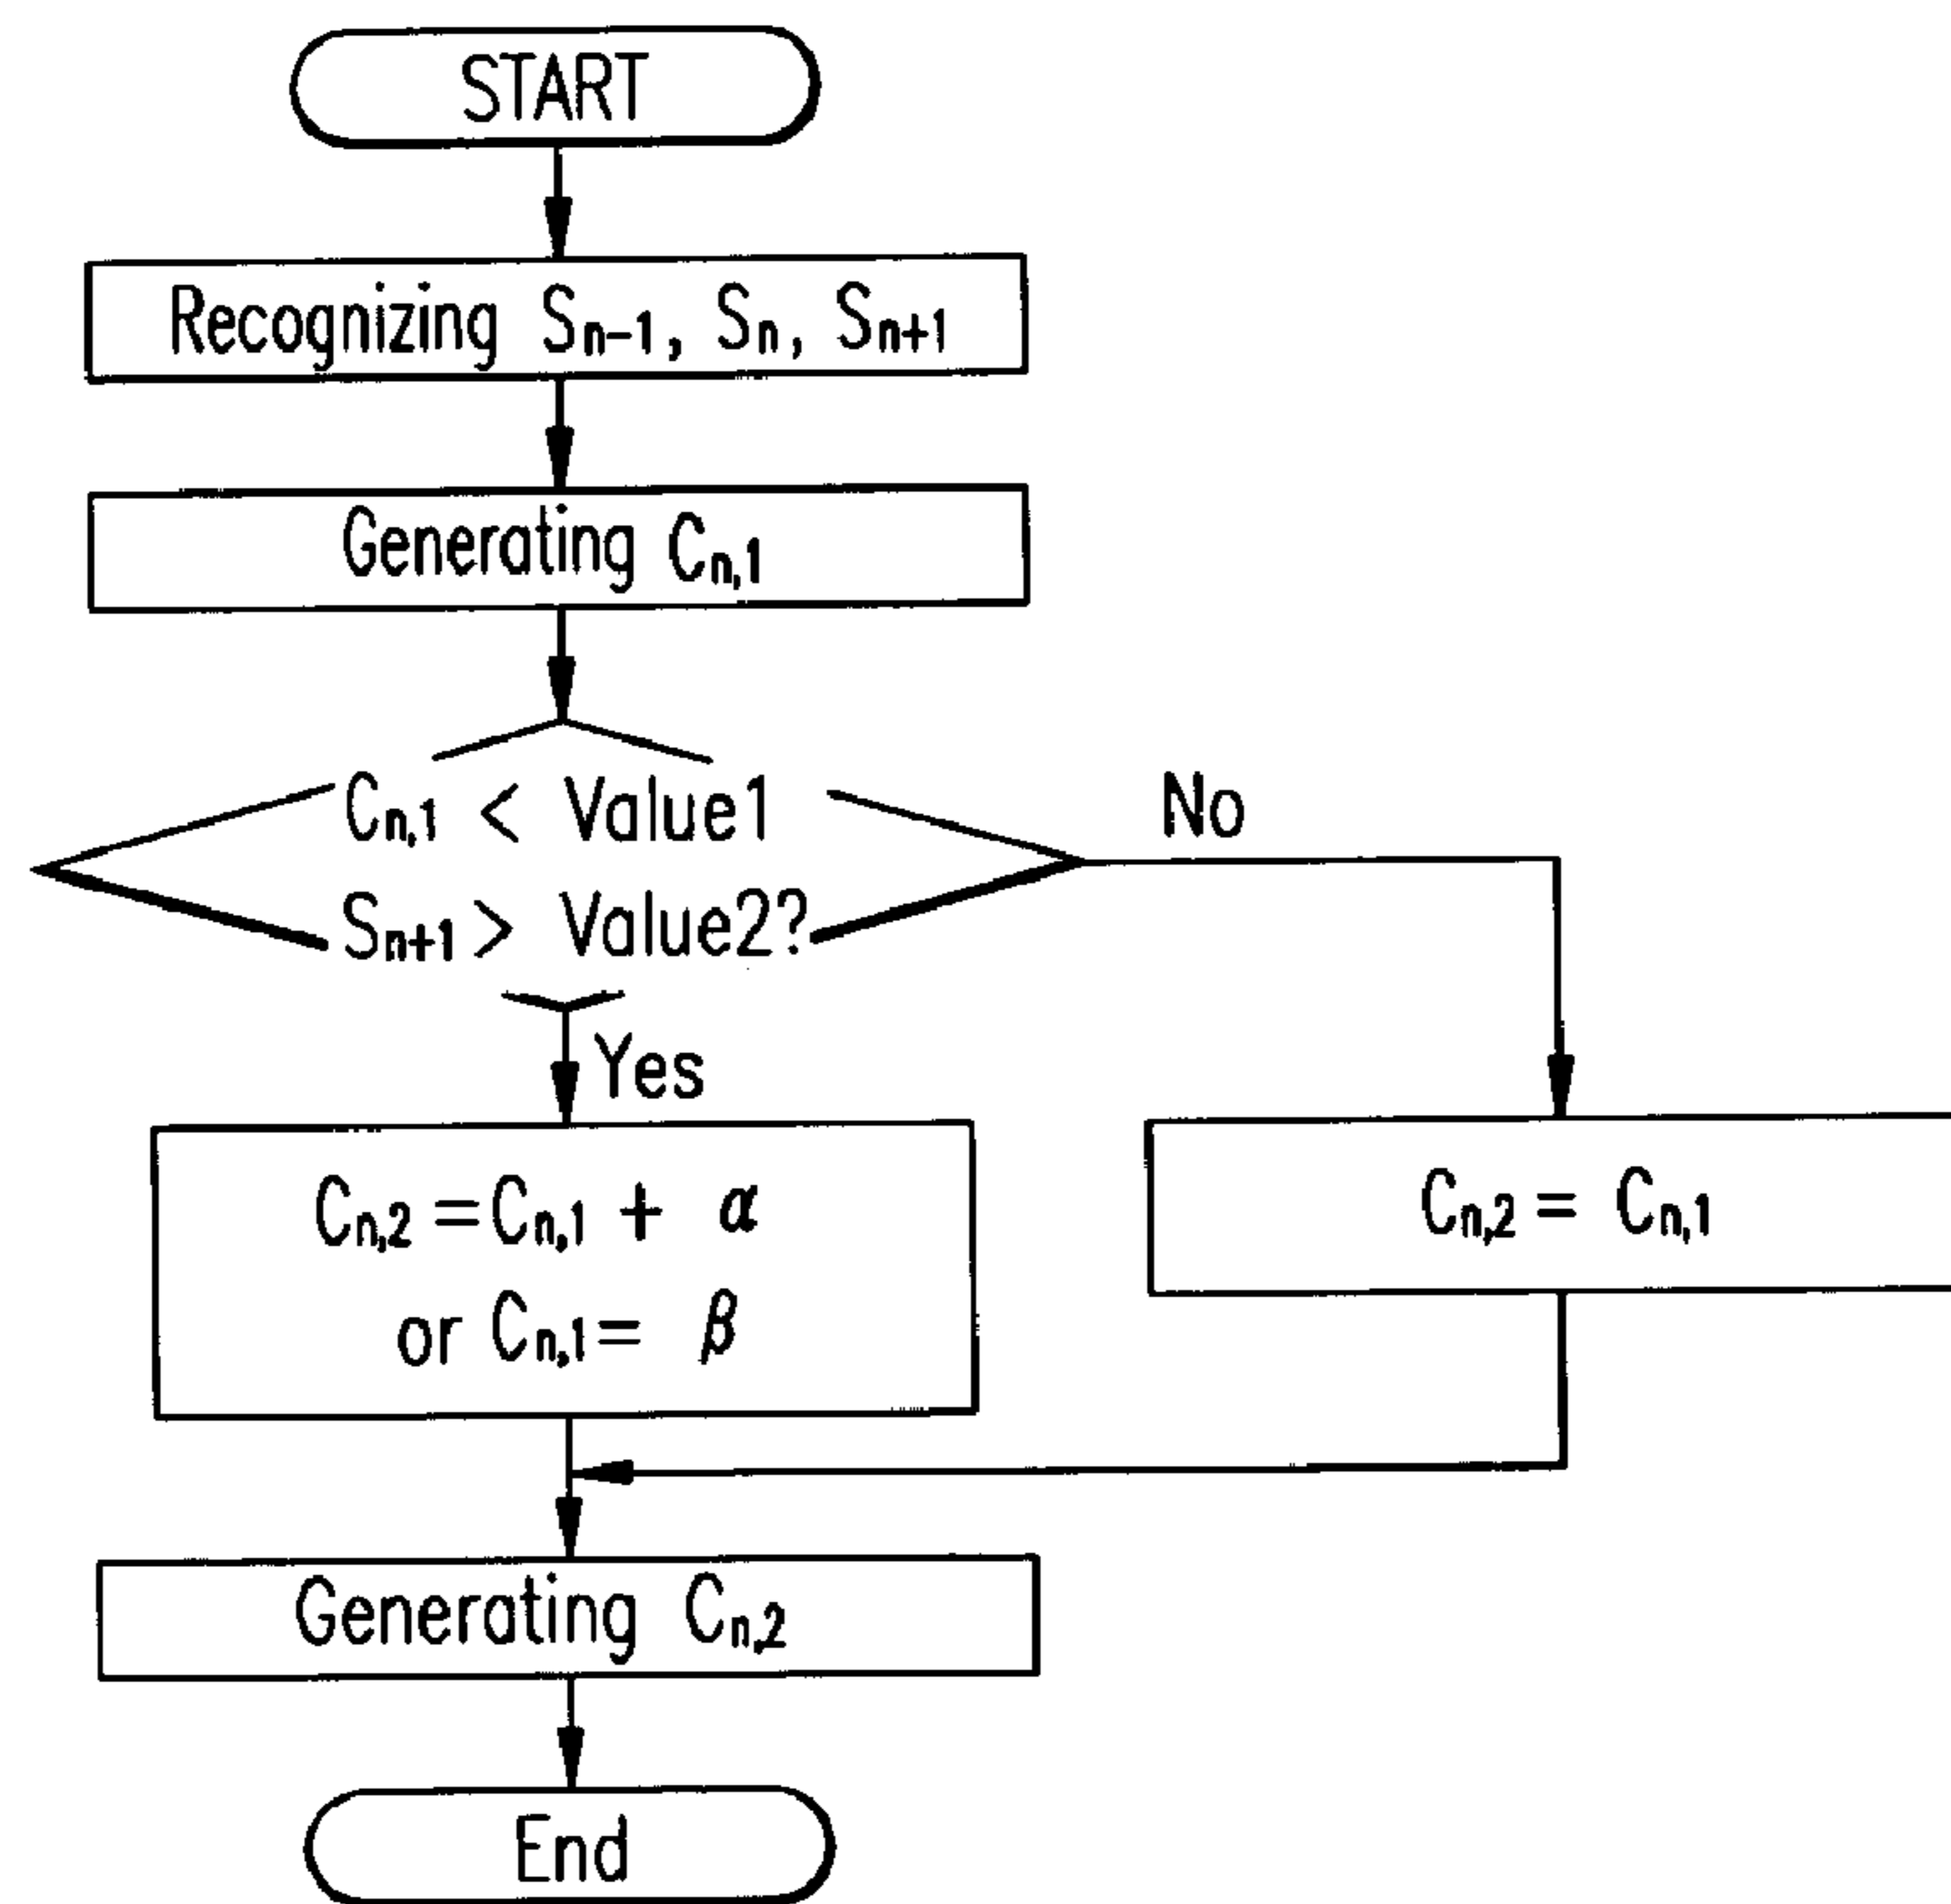 START
Recognizing Sn-1, Sn, Sn+1
Generating Cn,1
Cn,1 < Value1
Sn+1 > Value2?
No
Yes
Cn,2 = Cn,1 + α
or Cn,1 = β
Cn,2 = Cn,1
Generating Cn,2
End